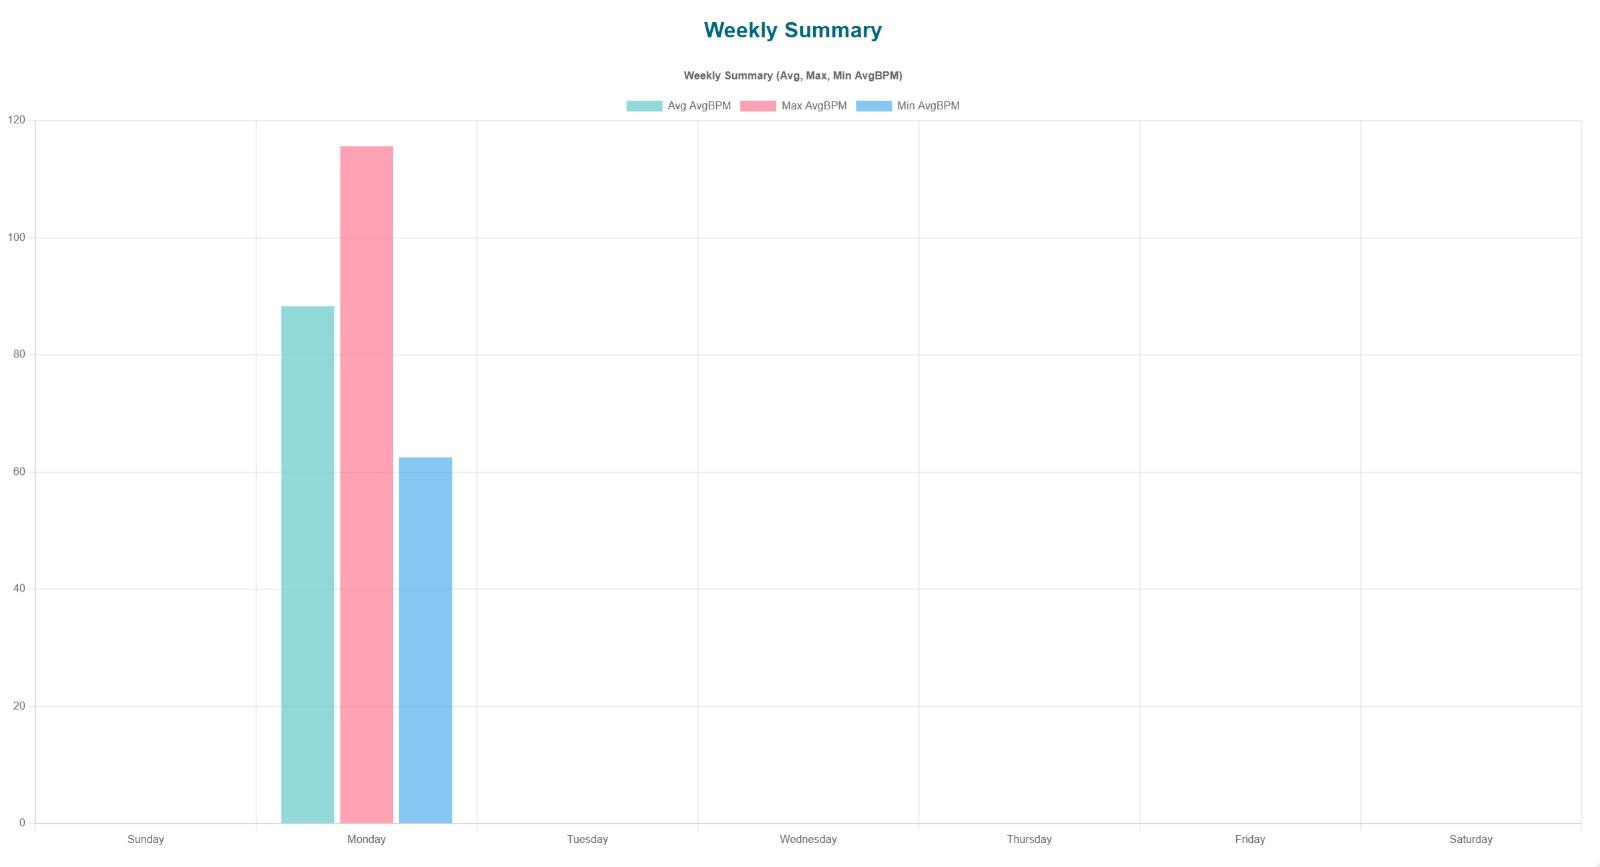 Weekly Summary
Weekly Summary (Avg, Max, Min AvgBPM)
Avg AvgBPM Max AvgBPM Min AvgBPM
120
100
80
60
40
20
0
Sunday Monday Tuesday Wednesday Thursday Friday Saturday